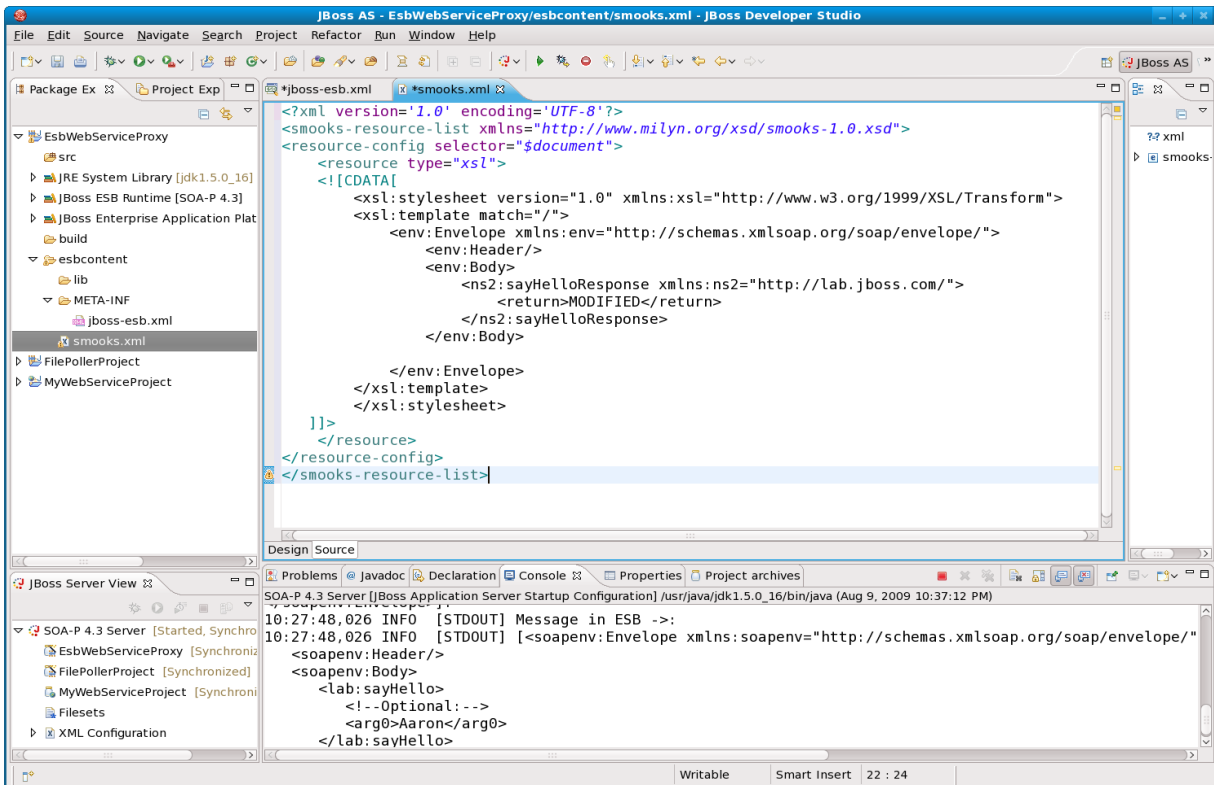 JBoss AS - EsbWebServiceProxy/esbcontent/smooks.xml - JBoss Developer Studio
File Edit Source Navigate Search Project Refactor Run Window Help
JBoss AS
Package Ex
Project Exp
EsbWebServiceProxy
src
JRE System Library [jdk1.5.0_16]
JBoss ESB Runtime [SOA-P 4.3]
JBoss Enterprise Application Plat
build
esbcontent
lib
META-INF
jboss-esb.xml
smooks.xml
FilePollerProject
MyWebServiceProject
*jboss-esb.xml
*smooks.xml
<?xml version='1.0' encoding='UTF-8'?>
<smooks-resource-list xmlns="http://www.milyn.org/xsd/smooks-1.0.xsd">
<resource-config selector="$document">
<resource type="xsl">
<![CDATA[
<xsl:stylesheet version="1.0" xmlns:xsl="http://www.w3.org/1999/XSL/Transform">
<xsl:template match="/">
<env:Envelope xmlns:env="http://schemas.xmlsoap.org/soap/envelope/">
<env:Header/>
<env:Body>
<ns2:sayHelloResponse xmlns:ns2="http://lab.jboss.com/">
<return>MODIFIED</return>
</ns2:sayHelloResponse>
</env:Body>
</env:Envelope>
</xsl:template>
</xsl:stylesheet>
]]>
</resource>
</resource-config>
</smooks-resource-list>
Design Source
?-? xml
e smooks-
JBoss Server View
SOA-P 4.3 Server [Started, Synchro
EsbWebServiceProxy [Synchroniz
FilePollerProject [Synchronized]
MyWebServiceProject [Synchroni
Filesets
XML Configuration
Problems @ Javadoc Declaration Console Properties Project archives
SOA-P 4.3 Server [JBoss Application Server Startup Configuration] /usr/java/jdk1.5.0_16/bin/java (Aug 9, 2009 10:37:12 PM)
</soapenv:Envelope>].
10:27:48,026 INFO [STDOUT] Message in ESB ->:
10:27:48,026 INFO [STDOUT] [<soapenv:Envelope xmlns:soapenv="http://schemas.xmlsoap.org/soap/envelope/"
<soapenv:Header/>
<soapenv:Body>
<lab:sayHello>
<!--Optional:-->
<arg0>Aaron</arg0>
</lab:sayHello>
Writable Smart Insert 22 : 24